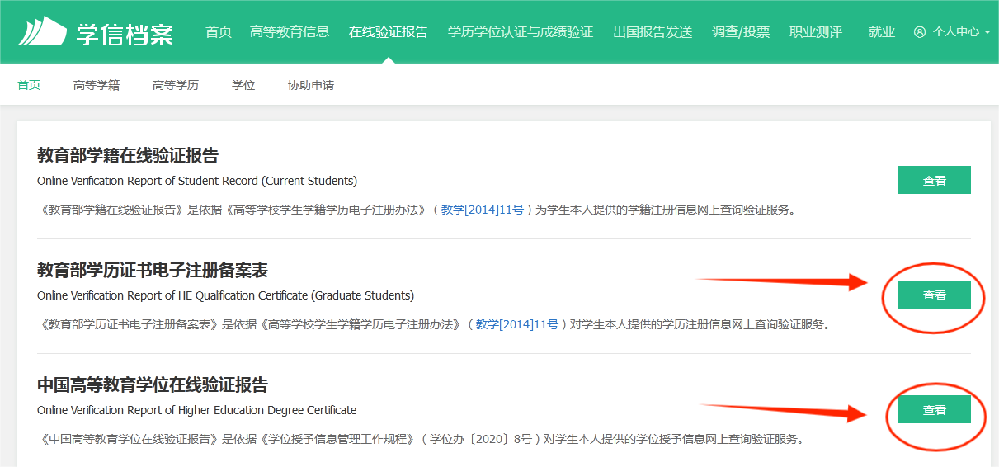 学信档案 首页 高等教育信息 在线验证报告 学历学位认证与成绩验证 出国报告发送 调查/投票 职业测评 就业 个人中心
首页 高等学籍 高等学历 学位 协助申请
教育部学籍在线验证报告
Online Verification Report of Student Record (Current Students)
查看
《教育部学籍在线验证报告》是依据《高等学校学生学籍学历电子注册办法》（教学[2014]11号）为学生本人提供的学籍注册信息网上查询验证服务。
教育部学历证书电子注册备案表
Online Verification Report of HE Qualification Certificate (Graduate Students)
查看
《教育部学历证书电子注册备案表》是依据《高等学校学生学籍学历电子注册办法》（教学[2014]11号）对学生本人提供的学历注册信息网上查询验证服务。
中国高等教育学位在线验证报告
Online Verification Report of Higher Education Degree Certificate
查看
《中国高等教育学位在线验证报告》是依据《学位授予信息管理工作规程》（学位办〔2020〕8号）对学生本人提供的学位授予信息网上查询验证服务。